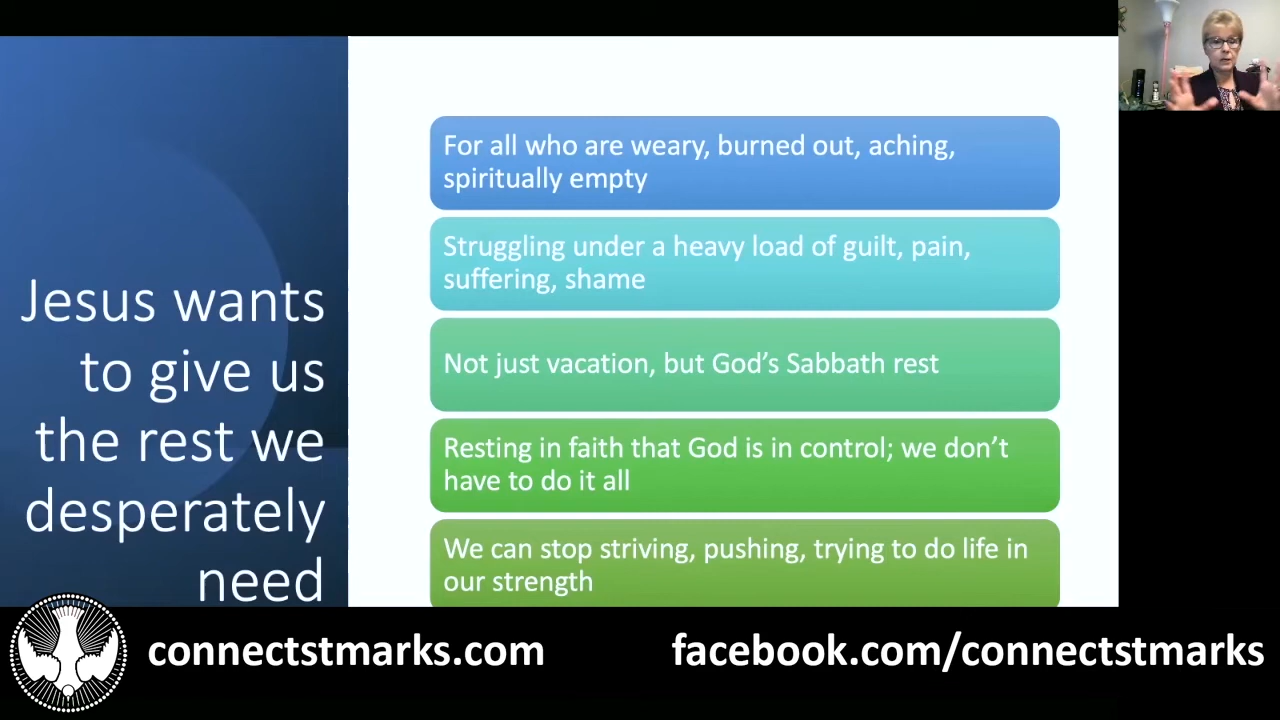 Jesus wants
to give us
the rest we
desperately
need
For all who are weary, burned out, aching,
spiritually empty
Struggling under a heavy load of guilt, pain,
suffering, shame
Not just vacation, but God’s Sabbath rest
Resting in faith that God is in control; we don’t
have to do it all
We can stop striving, pushing, trying to do life in
our strength
connectstmarks.com
facebook.com/connectstmarks